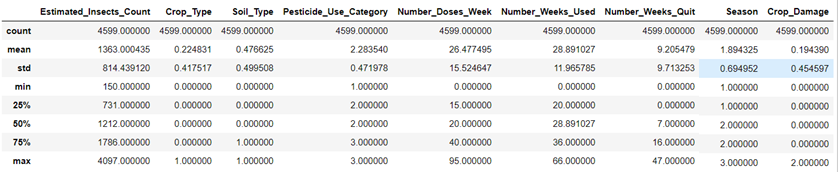 Estimated_Insects_Count Crop_Type Soil_Type Pesticide_Use_Category Number_Doses_Week Number_Weeks_Used Number_Weeks_Quit Season Crop_Damage
count 4599.000000 4599.000000 4599.000000 4599.000000 4599.000000 4599.000000 4599.000000 4599.000000 4599.000000
mean 1363.000435 0.224831 0.476625 2.283540 26.477495 28.891027 9.205479 1.894325 0.194390
std 814.439120 0.417517 0.499508 0.471978 15.524647 11.965785 9.713253 0.694952 0.454597
min 150.000000 0.000000 0.000000 1.000000 0.000000 0.000000 0.000000 1.000000 0.000000
25% 731.000000 0.000000 0.000000 2.000000 15.000000 20.000000 0.000000 1.000000 0.000000
50% 1212.000000 0.000000 0.000000 2.000000 20.000000 28.891027 7.000000 2.000000 0.000000
75% 1786.000000 0.000000 1.000000 3.000000 40.000000 36.000000 16.000000 2.000000 0.000000
max 4097.000000 1.000000 1.000000 3.000000 95.000000 66.000000 47.000000 3.000000 2.000000